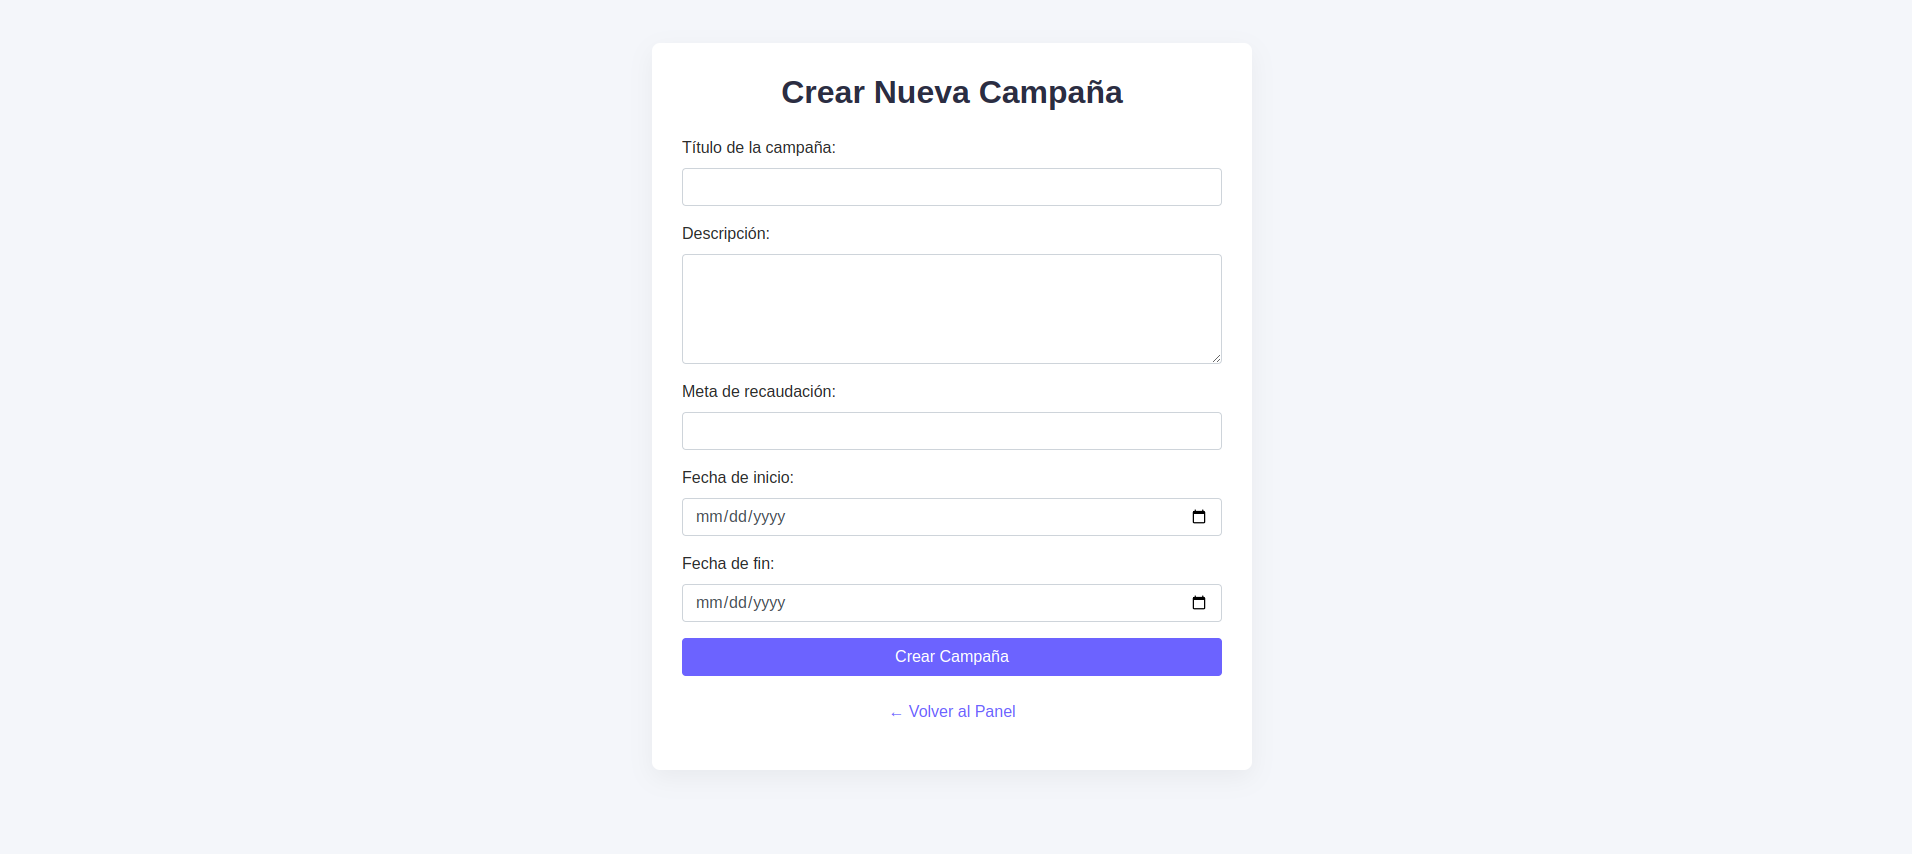 Crear Nueva Campaña
Título de la campaña:
Descripción:
Meta de recaudación:
Fecha de inicio:
mm/dd/yyyy
Fecha de fin:
mm/dd/yyyy
Crear Campaña
← Volver al Panel